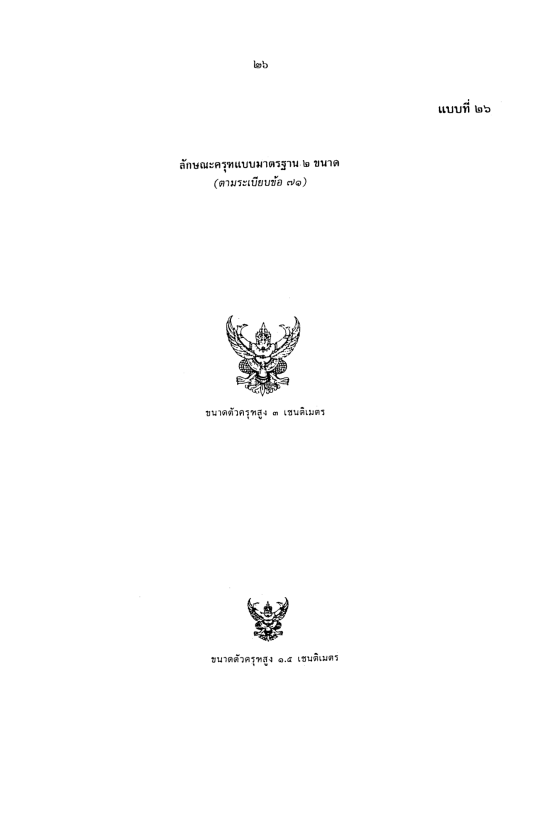 ๒๖
แบบที่ ๒๖
ลักษณะครุฑแบบมาตรฐาน ๒ ขนาด
(ตามระเบียบข้อ ๗๑)
ขนาดตัวครุฑสูง ๓ เซนติเมตร
ขนาดตัวครุฑสูง ๑.๕ เซนติเมตร